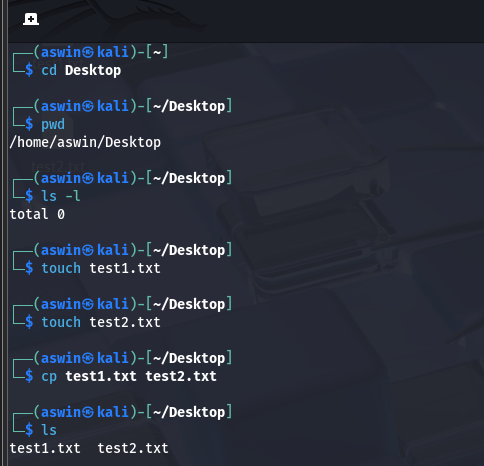 ┌──(aswin㉿kali)-[~]
└─$ cd Desktop
┌──(aswin㉿kali)-[~/Desktop]
└─$ pwd
/home/aswin/Desktop
┌──(aswin㉿kali)-[~/Desktop]
└─$ ls -l
total 0
┌──(aswin㉿kali)-[~/Desktop]
└─$ touch test1.txt
┌──(aswin㉿kali)-[~/Desktop]
└─$ touch test2.txt
┌──(aswin㉿kali)-[~/Desktop]
└─$ cp test1.txt test2.txt
┌──(aswin㉿kali)-[~/Desktop]
└─$ ls
test1.txt  test2.txt
test2.txt